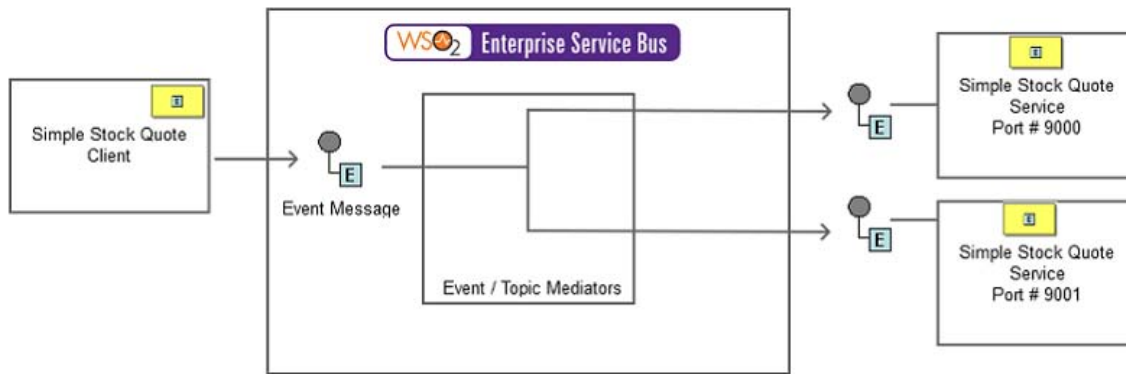 WSO2 Enterprise Service Bus
Simple Stock Quote
Client
E
Event Message
Event / Topic Mediators
E
Simple Stock Quote
Service
Port # 9000
E
Simple Stock Quote
Service
Port # 9001